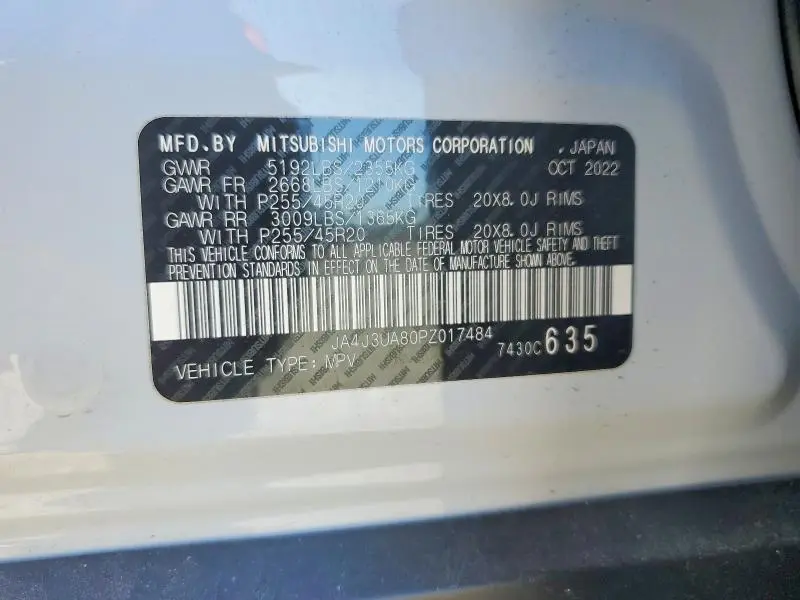 MFD.BY MITSUBISHI MOTORS CORPORATION , JAPAN
GVWR 5192LBS/2355KG OCT 2022
GAWR FR 2668LBS/1210KG
WITH P255/45R20 TIRES 20X8.0J RIMS
GAWR RR 3009LBS/1365KG
WITH P255/45R20 TIRES 20X8.0J RIMS
THIS VEHICLE CONFORMS TO ALL APPLICABLE FEDERAL MOTOR VEHICLE SAFETY AND THEFT
PREVENTION STANDARDS IN EFFECT ON THE DATE OF MANUFACTURE SHOWN ABOVE.
JA4J3UA80PZ017484
7430C 635
VEHICLE TYPE: MPV